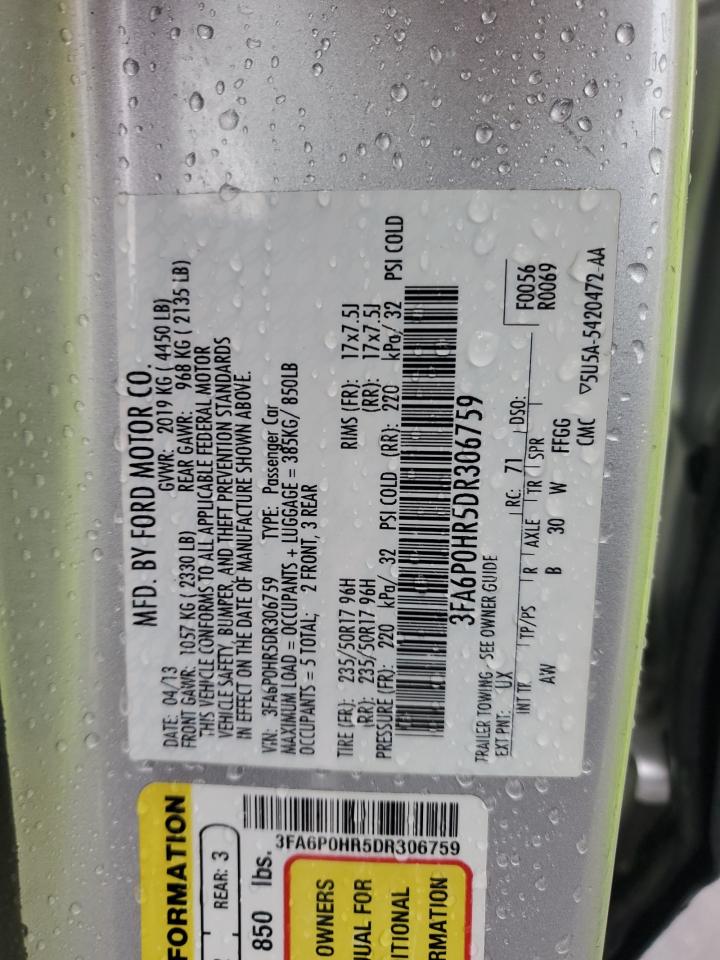 MFD. BY FORD MOTOR CO.
DATE: 04/13 GVWR: 2019 KG ( 4450 LB)
FRONT GAWR: 1057 KG ( 2330 LB) REAR GAWR: 968 KG ( 2135 LB)
THIS VEHICLE CONFORMS TO ALL APPLICABLE FEDERAL MOTOR
VEHICLE SAFETY, BUMPER, AND THEFT PREVENTION STANDARDS
IN EFFECT ON THE DATE OF MANUFACTURE SHOWN ABOVE.
VIN: 3FA6P0HR5DR306759 TYPE: Passenger Car
MAXIMUM LOAD = OCCUPANTS + LUGGAGE = 385KG/ 850LB
OCCUPANTS = 5 TOTAL; 2 FRONT, 3 REAR
TIRE (FR): 235/50R17 96H RIMS (FR): 17x7.5J
(RR): 235/50R17 96H (RR): 17x7.5J
PRESSURE (FR): 220 kPa/ 32 PSI COLD (RR): 220 kPa/ 32 PSI COLD
3FA6P0HR5DR306759
TRAILER TOWING - SEE OWNER GUIDE
EXT PNT: UX RC: 71 DSO: F0056
R0069
INT TR TP/PS R AXLE TR SPR
AW B 30 W FFGG
CMC ▽5U5A-5420472-AA
FORMATION
REAR: 3
850 lbs.
3FA6P0HR5DR306759
OWNERS
UAL FOR
ITIONAL
RMATION